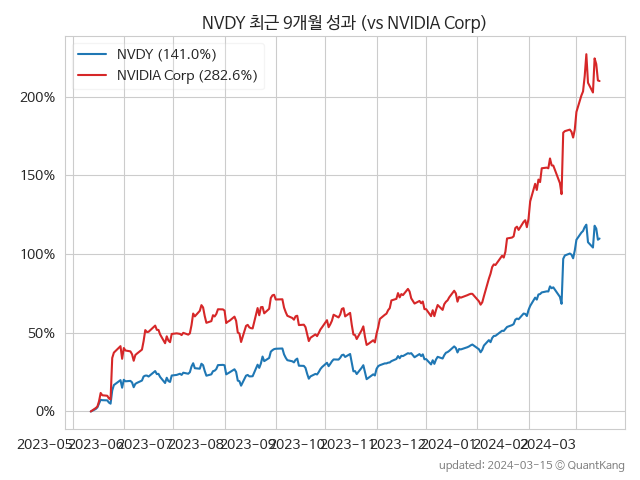 NVDY 최근 9개월 성과 (vs NVIDIA Corp)
NVDY (141.0%)
NVIDIA Corp (282.6%)
200%
150%
100%
50%
0%
2023-05 2023-06 2023-07 2023-08 2023-09 2023-10 2023-11 2023-12 2024-01 2024-02 2024-03
updated: 2024-03-15 © QuantKang